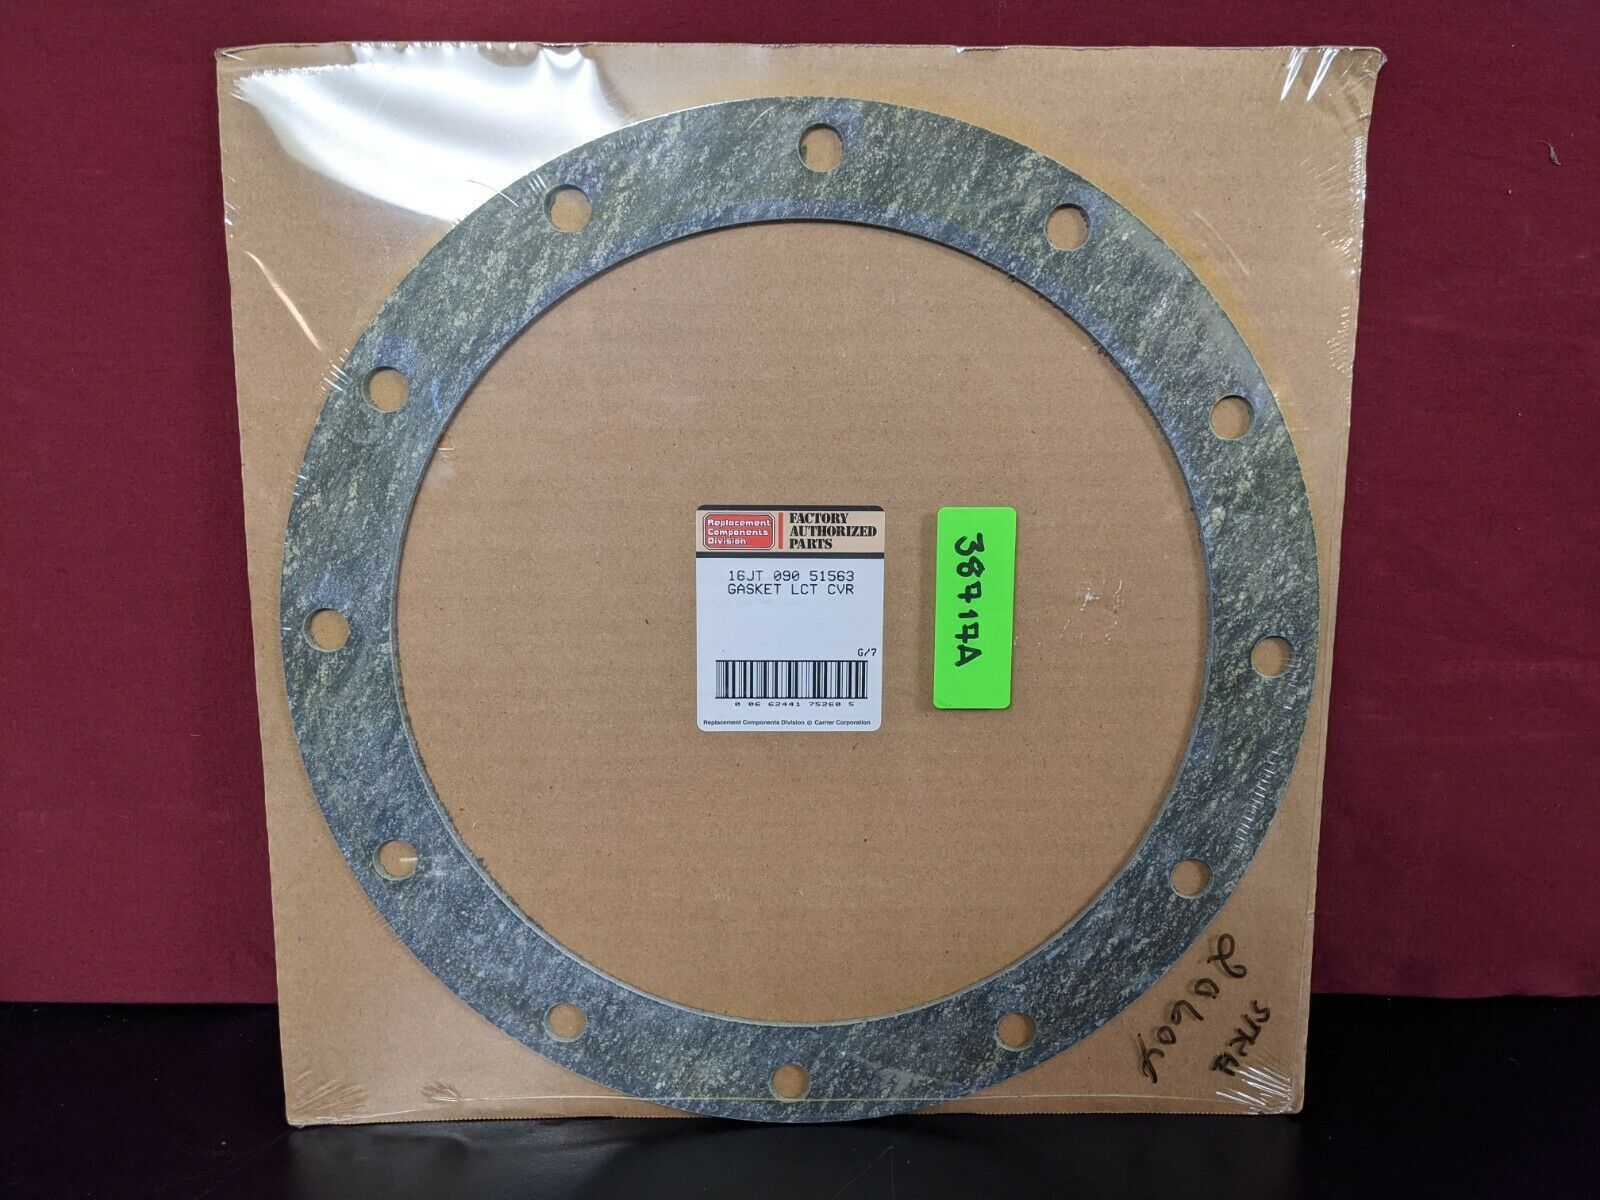 Replacement
Components
Division
FACTORY
AUTHORIZED
PARTS
16JT 090 51563
GASKET LCT CVR
G/7
0 06 62441 75260 5
Replacement Components Division © Carrier Corporation
38717A